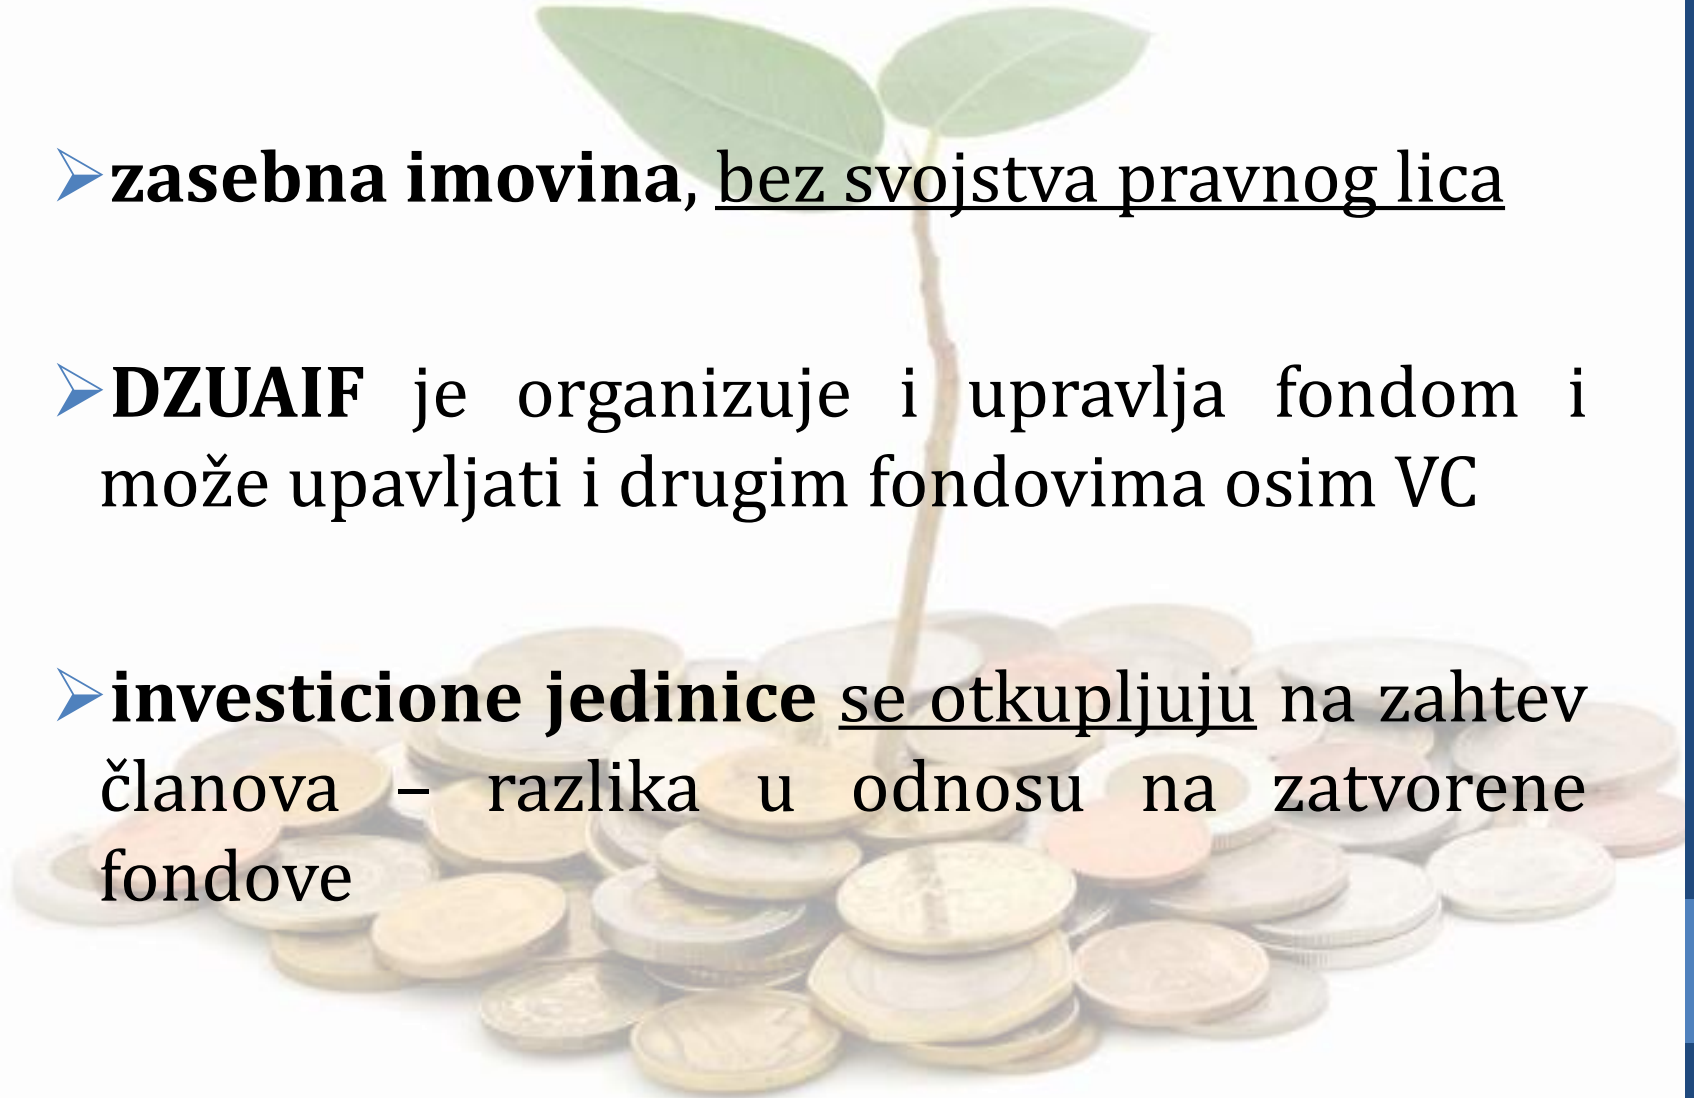 zasebna imovina, bez svojstva pravnog lica
DZUAIF je organizuje i upravlja fondom i
može upavljati i drugim fondovima osim VC
investicione jedinice se otkupljuju na zahtev
članova – razlika u odnosu na zatvorene
fondove